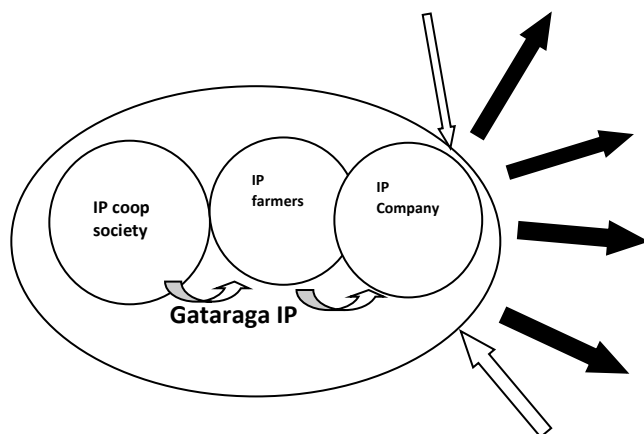 IP coop
society
IP
farmers
IP
Company
Gataraga IP